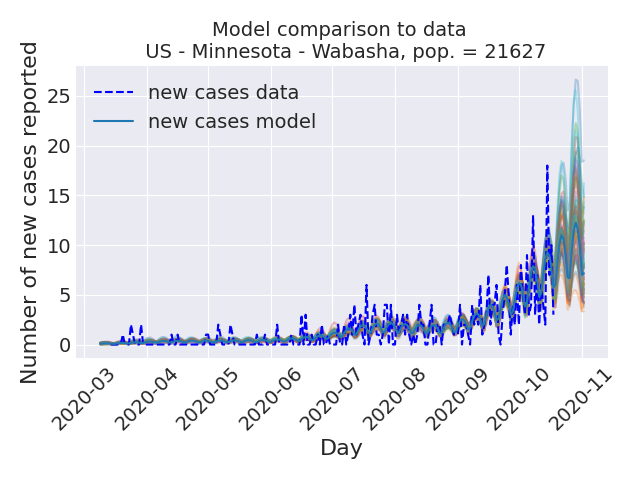 Model comparison to data
US - Minnesota - Wabasha, pop. = 21627
Number of new cases reported
25
20
15
10
5
0
new cases data
new cases model
2020-03
2020-04
2020-05
2020-06
2020-07
2020-08
2020-09
2020-10
2020-11
Day